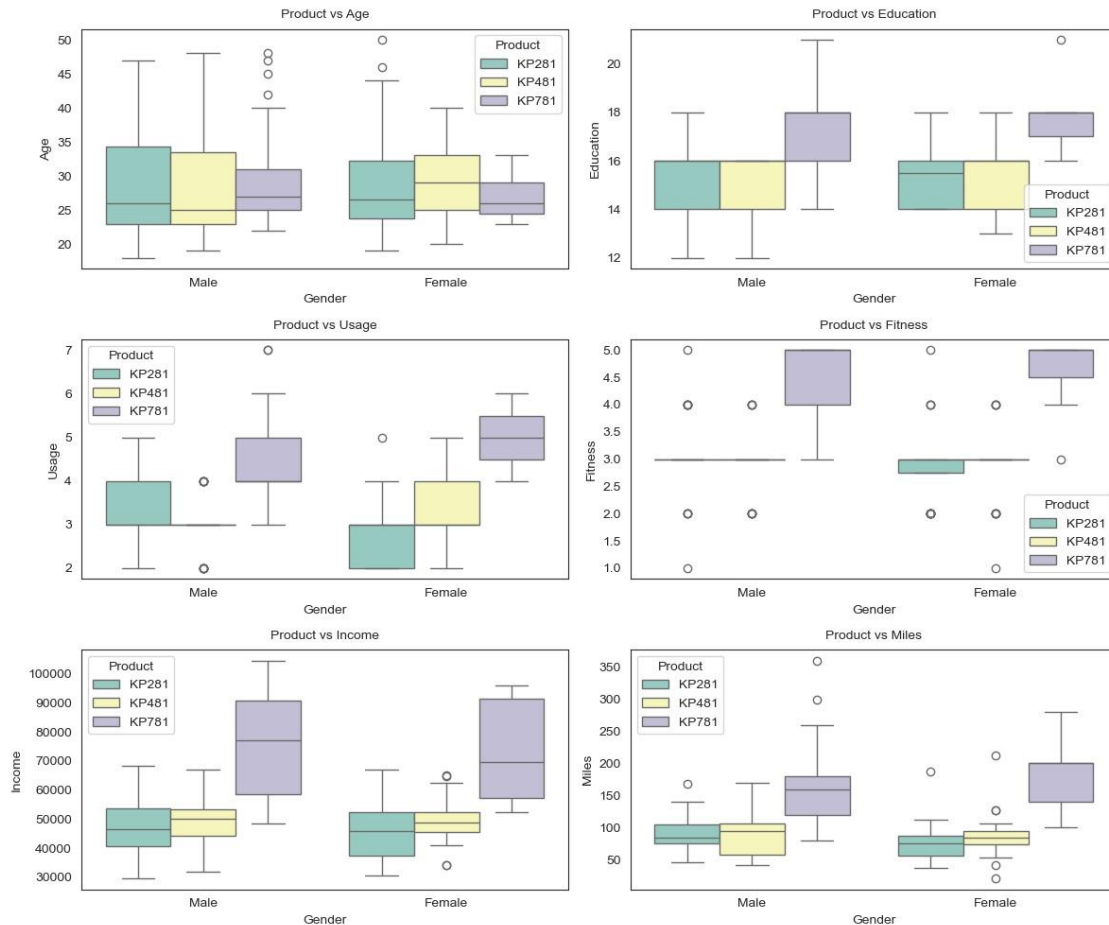 Product vs Age
50
45
40
35
30
25
20
Age
Male
Female
Gender
Product
KP281
KP481
KP781
Product vs Education
20
18
16
14
12
Education
Male
Female
Gender
Product
KP281
KP481
KP781
Product vs Usage
7
6
5
4
3
2
Usage
Male
Female
Gender
Product
KP281
KP481
KP781
Product vs Fitness
5.0
4.5
4.0
3.5
3.0
2.5
2.0
1.5
1.0
Fitness
Male
Female
Gender
Product
KP281
KP481
KP781
Product vs Income
100000
90000
80000
70000
60000
50000
40000
30000
Income
Male
Female
Gender
Product
KP281
KP481
KP781
Product vs Miles
350
300
250
200
150
100
50
Miles
Male
Female
Gender
Product
KP281
KP481
KP781